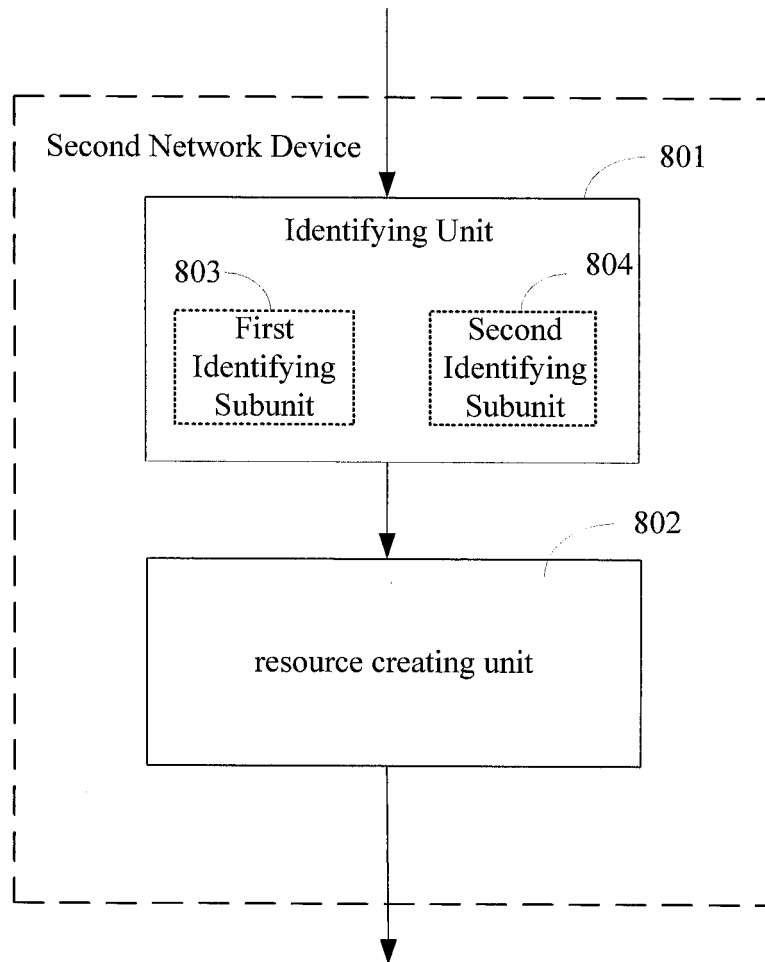 Second Network Device
801
Identifying Unit
803
804
First
Identifying
Subunit
Second
Identifying
Subunit
802
resource creating unit